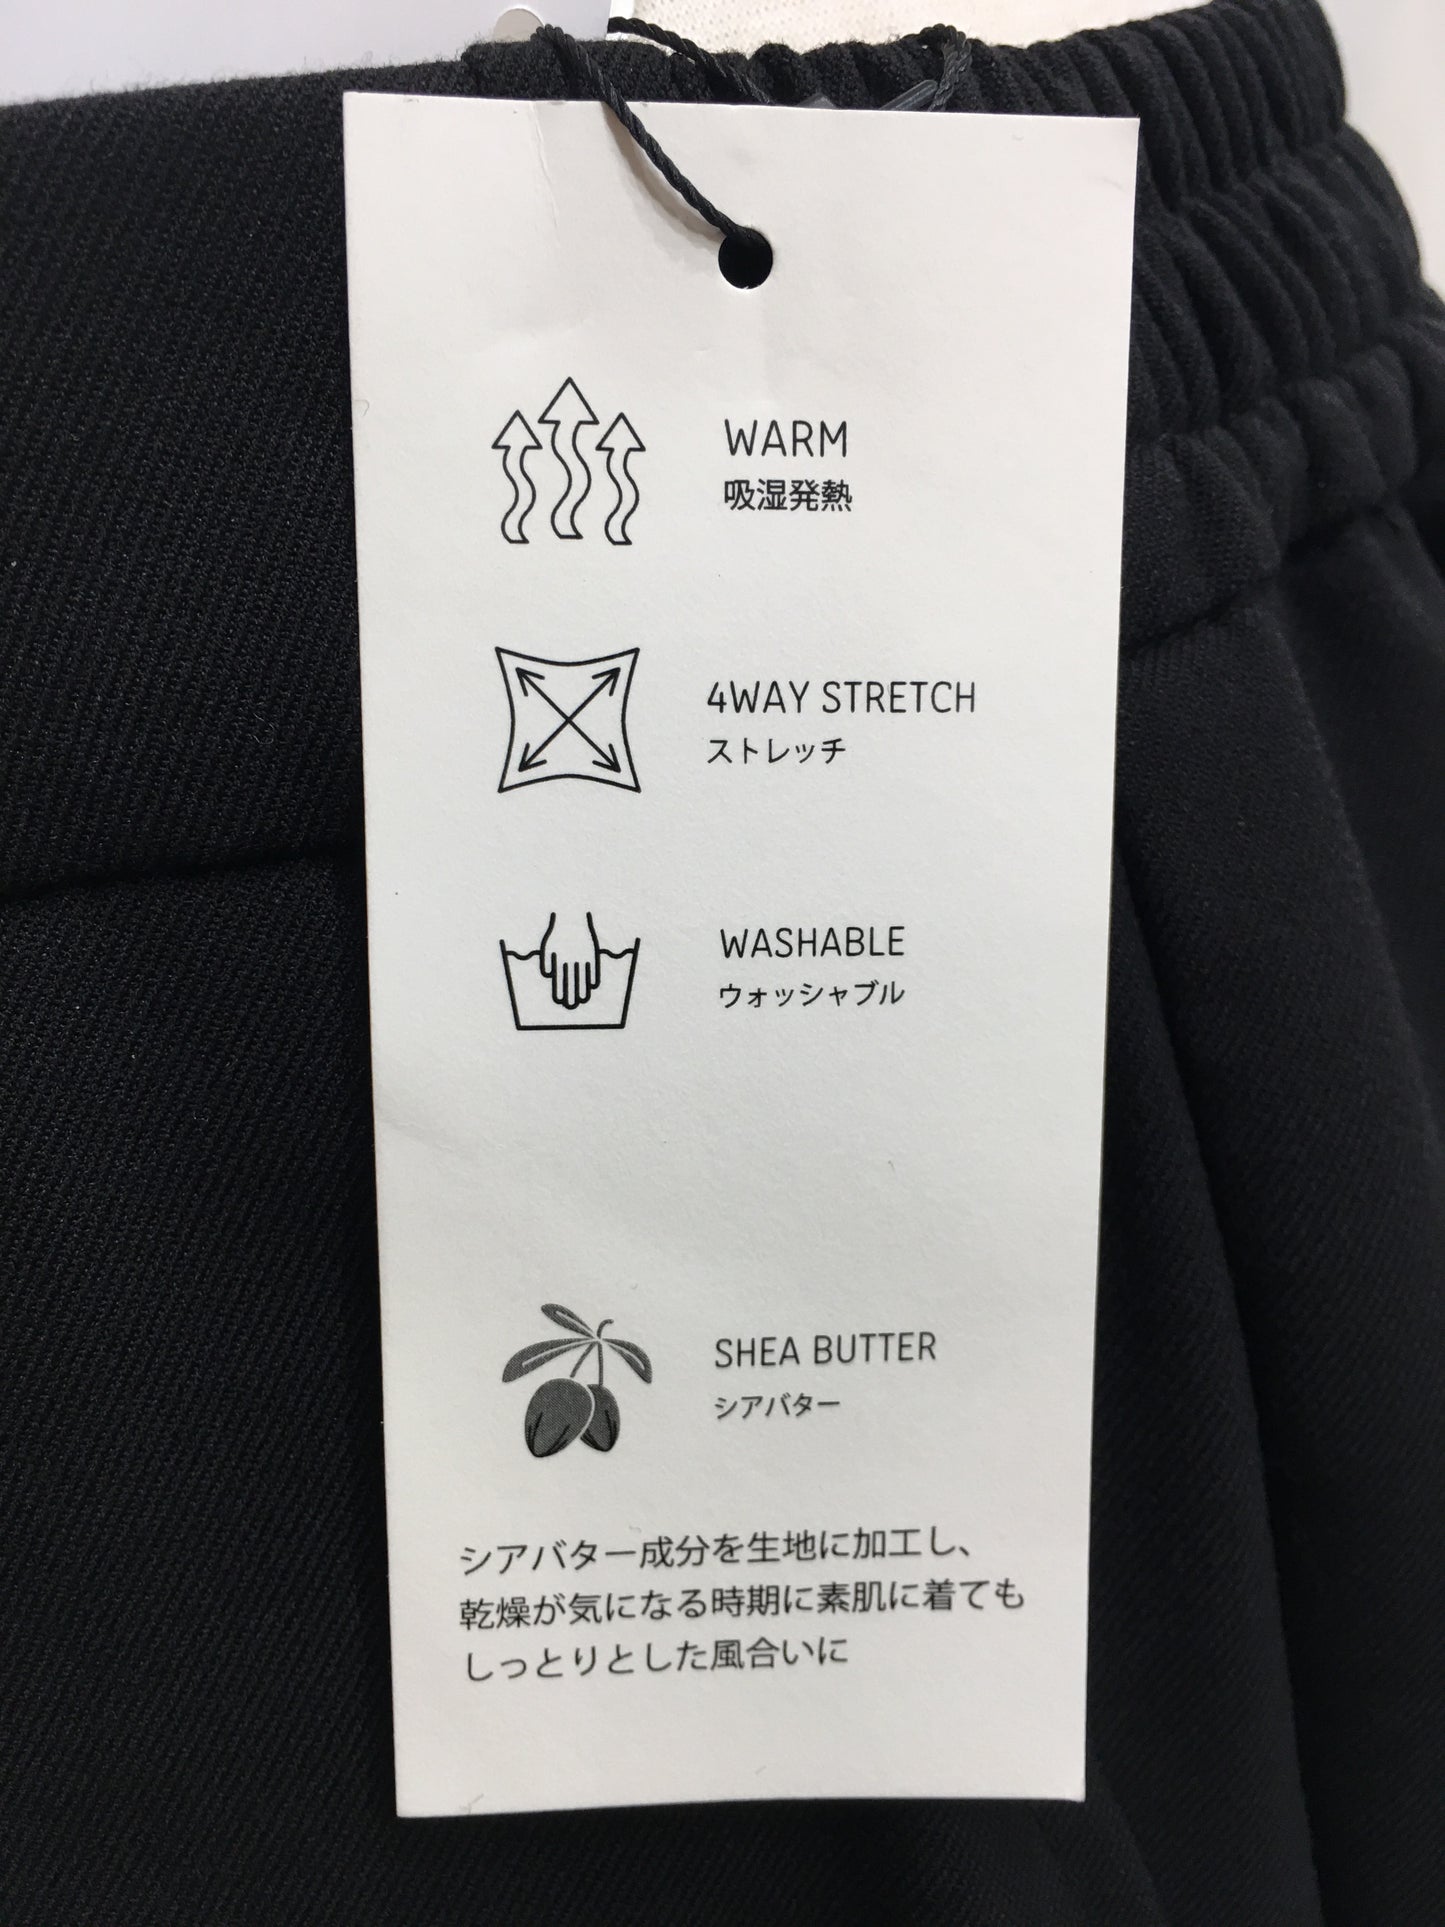 WARM
吸湿発熱
4WAY STRETCH
ストレッチ
WASHABLE
ウォッシャブル
SHEA BUTTER
シアバター
シアバター成分を生地に加工し、
乾燥が気になる時期に素肌に着ても
しっとりとした風合いに